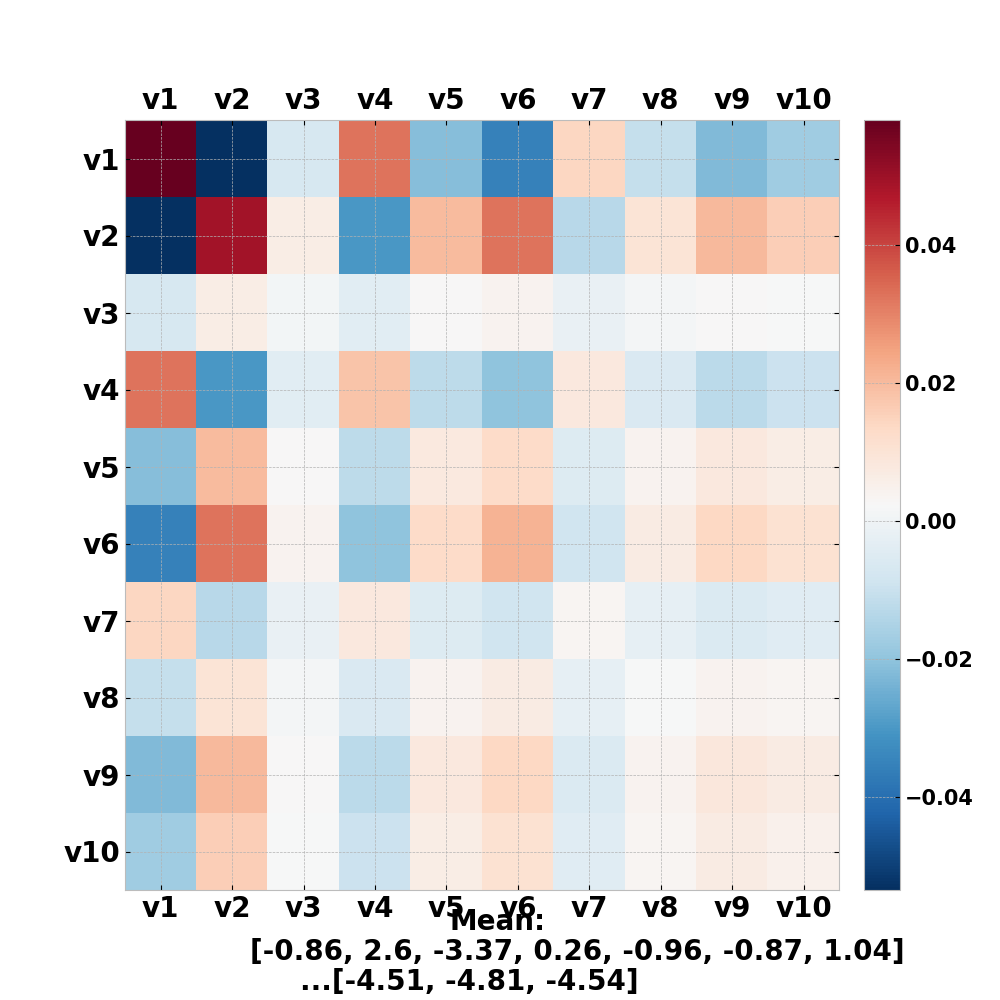 v1 v2 v3 v4 v5 v6 v7 v8 v9 v10
v1
v2
v3
v4
v5
v6
v7
v8
v9
v10
0.04
0.02
0.00
−0.02
−0.04
v1 v2 v3 v4 v5 v6 v7 v8 v9 v10
Mean:
[-0.86, 2.6, -3.37, 0.26, -0.96, -0.87, 1.04]
...[-4.51, -4.81, -4.54]